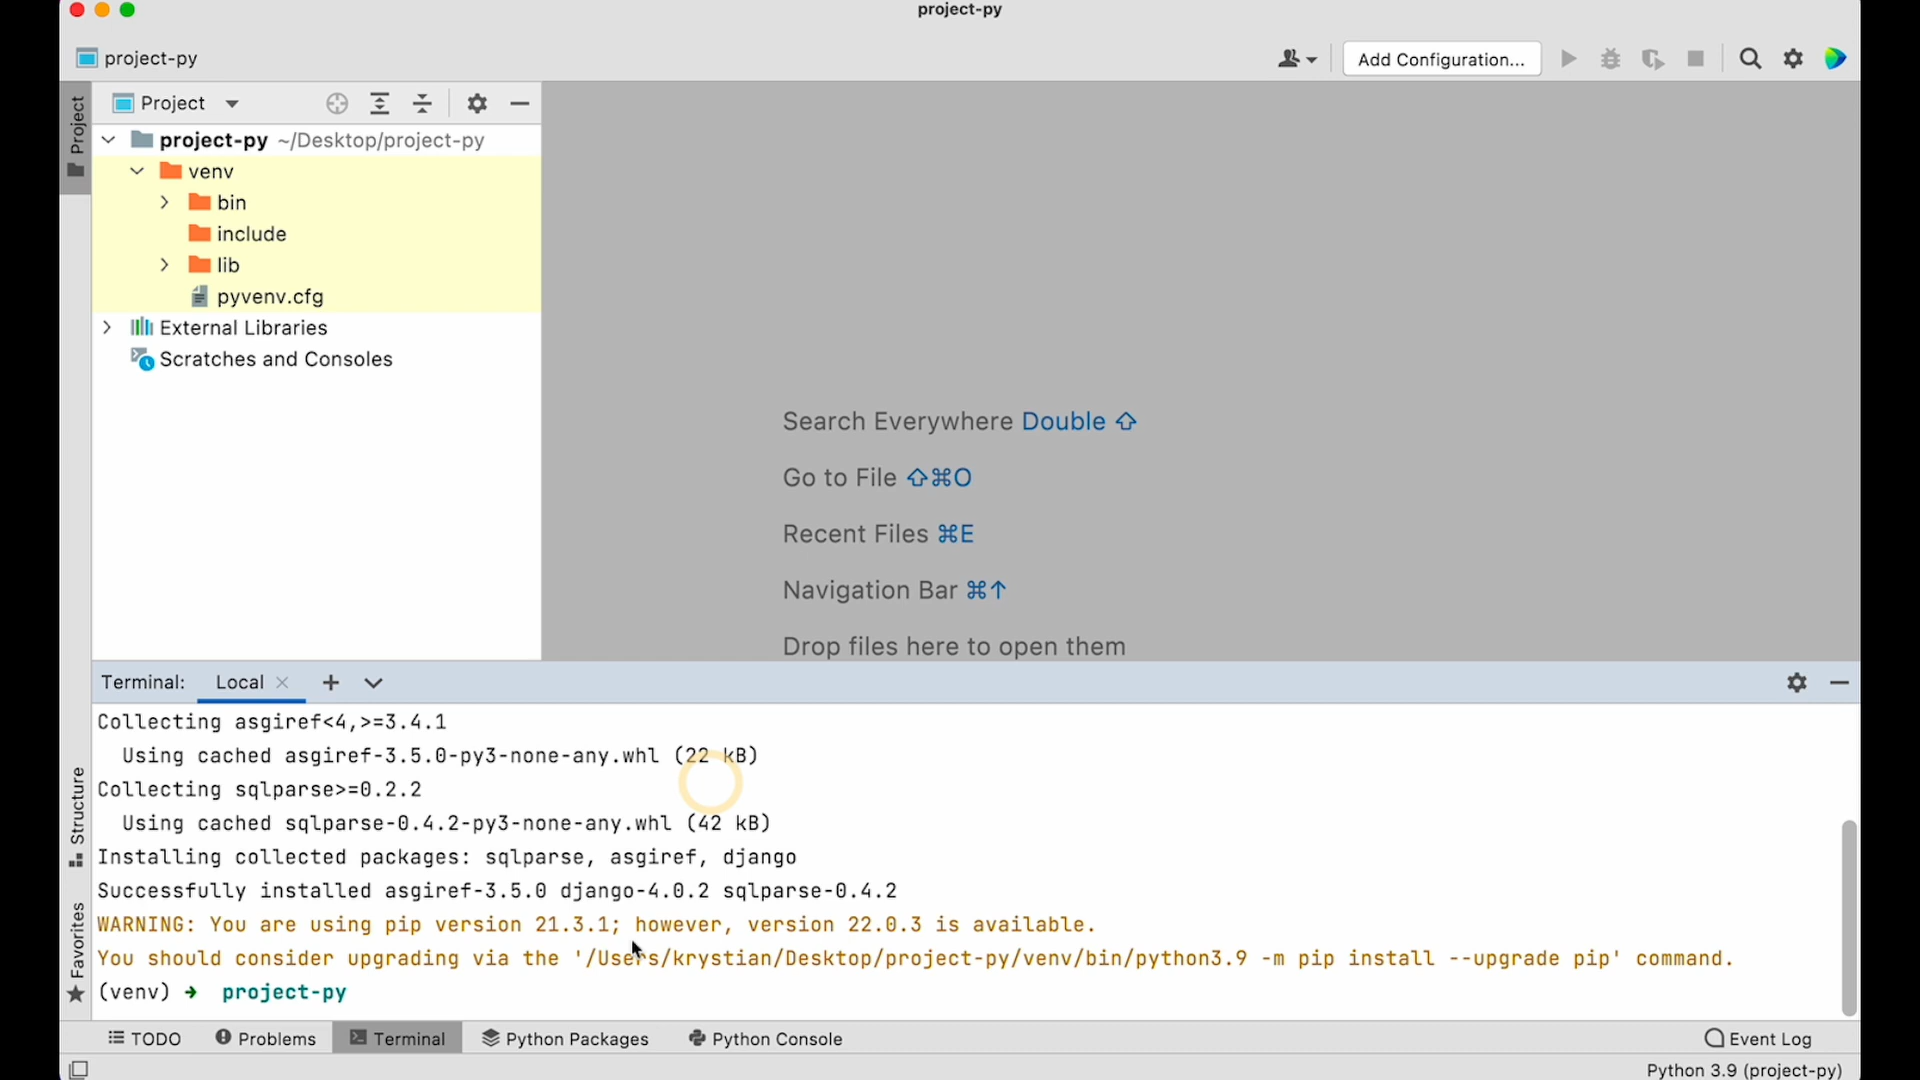 project-py
project-py
Add Configuration...
Project
Project
project-py ~/Desktop/project-py
venv
bin
include
lib
pyvenv.cfg
External Libraries
Scratches and Consoles
Search Everywhere Double ⇧
Go to File ⇧⌘O
Recent Files ⌘E
Navigation Bar ⌘↑
Drop files here to open them
Terminal: Local
Collecting asgiref<4,>=3.4.1
Using cached asgiref-3.5.0-py3-none-any.whl (22 kB)
Collecting sqlparse>=0.2.2
Using cached sqlparse-0.4.2-py3-none-any.whl (42 kB)
Installing collected packages: sqlparse, asgiref, django
Successfully installed asgiref-3.5.0 django-4.0.2 sqlparse-0.4.2
WARNING: You are using pip version 21.3.1; however, version 22.0.3 is available.
You should consider upgrading via the '/Users/krystian/Desktop/project-py/venv/bin/python3.9 -m pip install --upgrade pip' command.
(venv) → project-py
Structure
Favorites
TODO
Problems
Terminal
Python Packages
Python Console
Event Log
Python 3.9 (project-py)